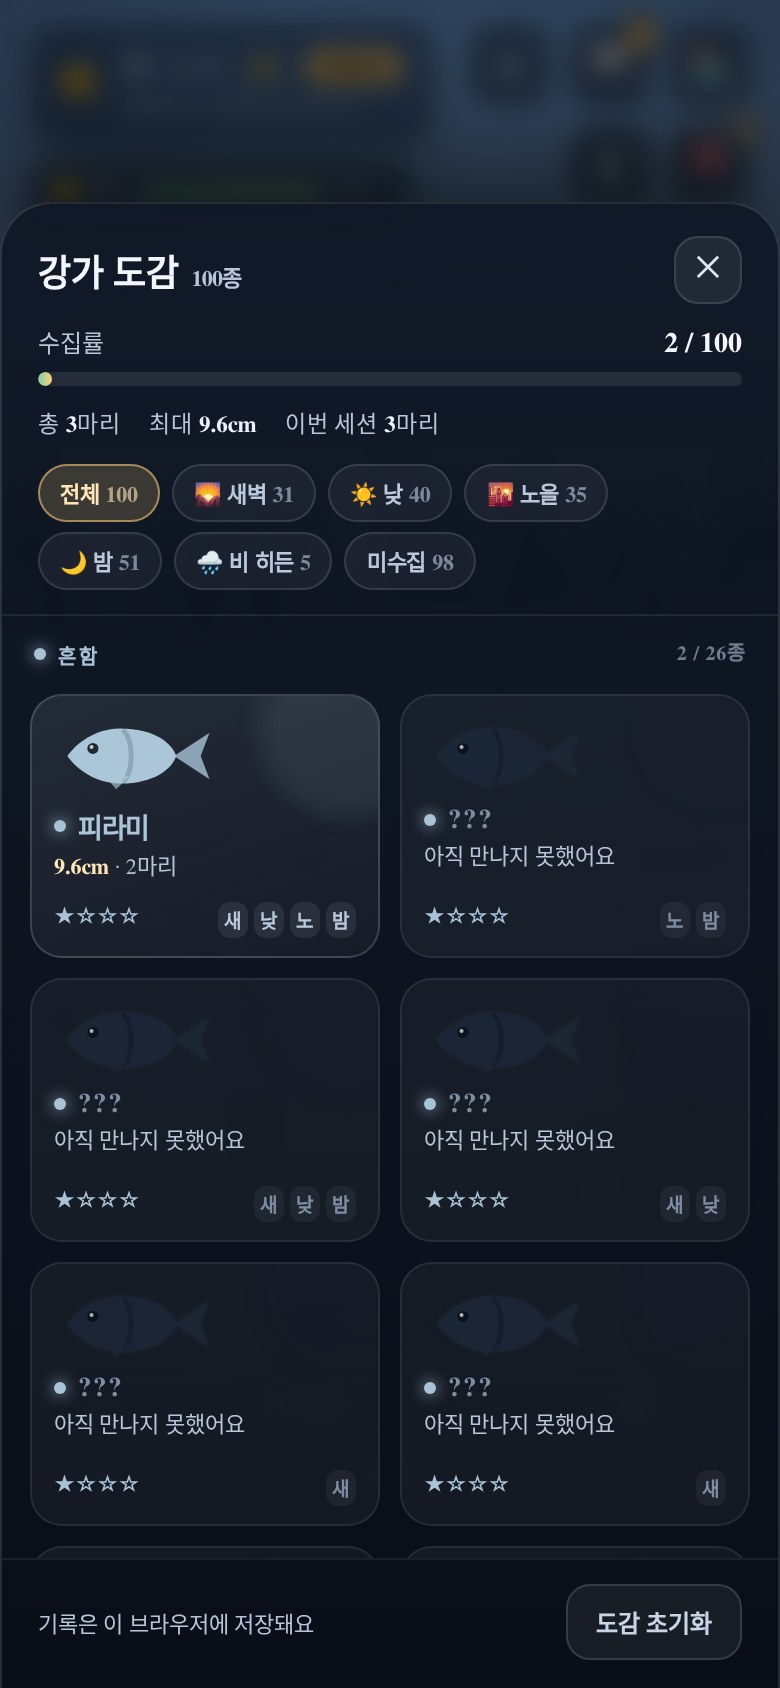 강가 도감 100종
수집률 2 / 100
총 3마리 최대 9.6cm 이번 세션 3마리
전체 100 새벽 31 낮 40 노을 35
밤 51 비 히든 5 미수집 98
흔함 2 / 26종
피라미
9.6cm · 2마리
★☆☆☆ 새 낮 노 밤
???
아직 만나지 못했어요
★☆☆☆ 노 밤
???
아직 만나지 못했어요
★☆☆☆ 새 낮 밤
???
아직 만나지 못했어요
★☆☆☆ 새 낮
???
아직 만나지 못했어요
★☆☆☆ 새
???
아직 만나지 못했어요
★☆☆☆ 새
기록은 이 브라우저에 저장돼요 도감 초기화